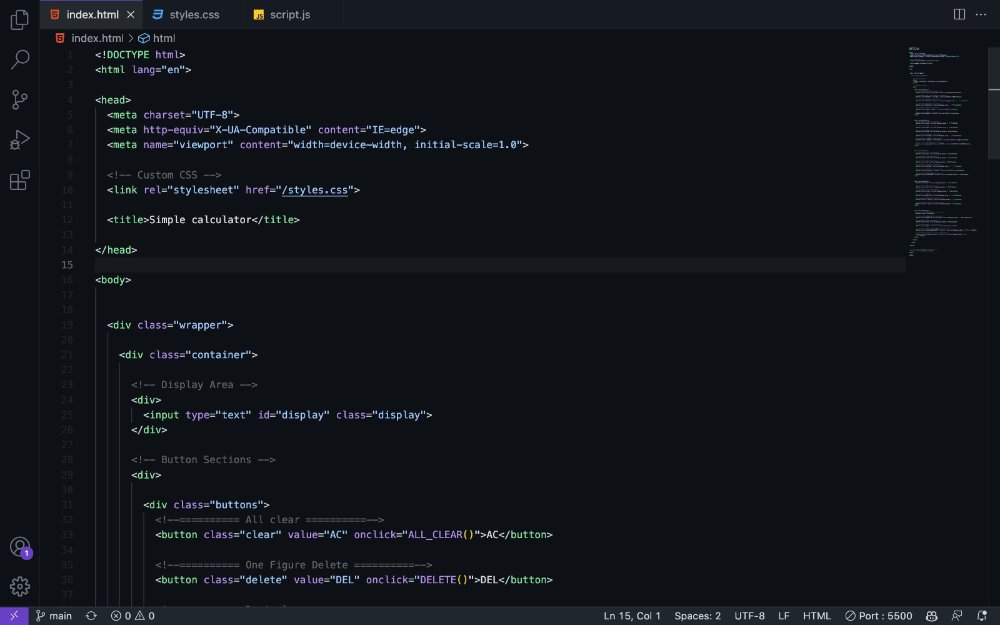 index.html
styles.css
JS script.js
index.html > html
1 <!DOCTYPE html>
2 <html lang="en">
3
4 <head>
5 <meta charset="UTF-8">
6 <meta http-equiv="X-UA-Compatible" content="IE=edge">
7 <meta name="viewport" content="width=device-width, initial-scale=1.0">
8
9 <!-- Custom CSS -->
10 <link rel="stylesheet" href="/styles.css">
11
12 <title>Simple calculator</title>
13
14 </head>
15
16 <body>
17
18
19 <div class="wrapper">
20
21 <div class="container">
22
23 <!-- Display Area -->
24 <div>
25 <input type="text" id="display" class="display">
26 </div>
27
28 <!-- Button Sections -->
29 <div>
30
31 <div class="buttons">
32 <!--========== All clear ==========-->
33 <button class="clear" value="AC" onclick="ALL_CLEAR()">AC</button>
34
35 <!--========== One Figure Delete ==========-->
36 <button class="delete" value="DEL" onclick="DELETE()">DEL</button>
37
1
main
0
0
Ln 15, Col 1
Spaces: 2
UTF-8
LF
HTML
Port : 5500